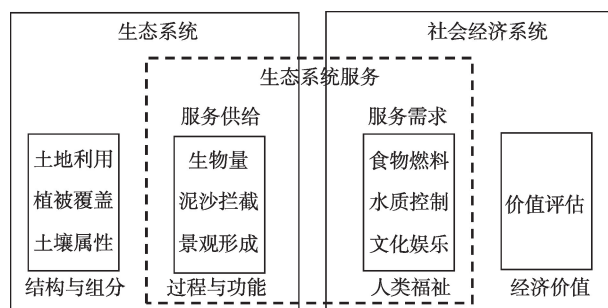 生态系统
社会经济系统
生态系统服务
服务供给
服务需求
土地利用
植被覆盖
土壤属性
生物量
泥沙拦截
景观形成
食物燃料
水质控制
文化娱乐
价值评估
结构与组分
过程与功能
人类福祉
经济价值